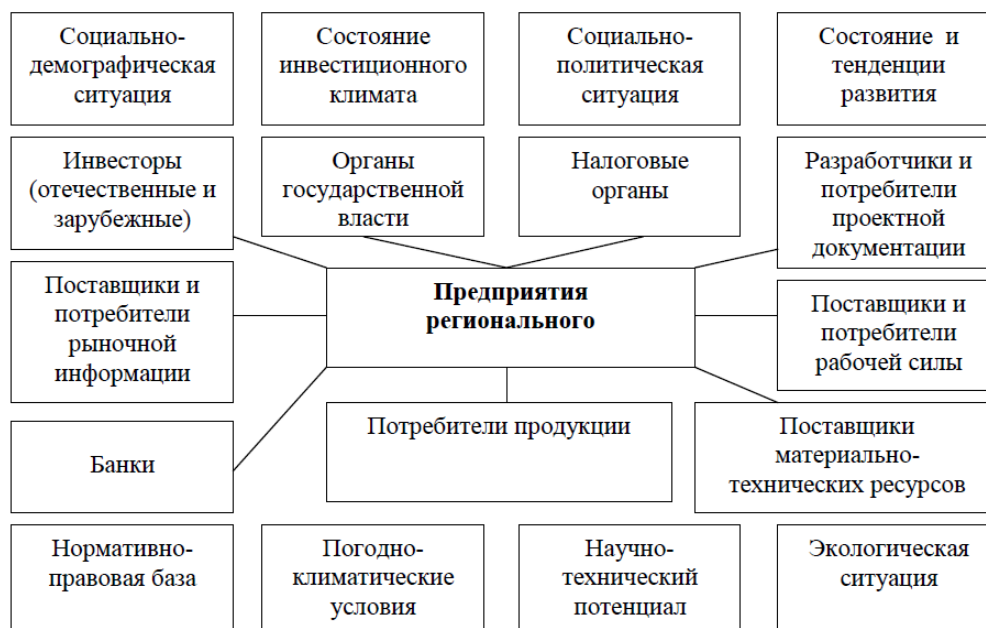 Социально-
демографическая
ситуация
Состояние
инвестиционного
климата
Социально-
политическая
ситуация
Состояние и
тенденции
развития
Инвесторы
(отечественные и
зарубежные)
Органы
государственной
власти
Налоговые
органы
Разработчики и
потребители
проектной
документации
Поставщики и
потребители
рыночной
информации
Предприятия
регионального
Поставщики и
потребители
рабочей силы
Банки
Потребители продукции
Поставщики
материально-
технических ресурсов
Нормативно-
правовая база
Погодно-
климатические
условия
Научно-
технический
потенциал
Экологическая
ситуация